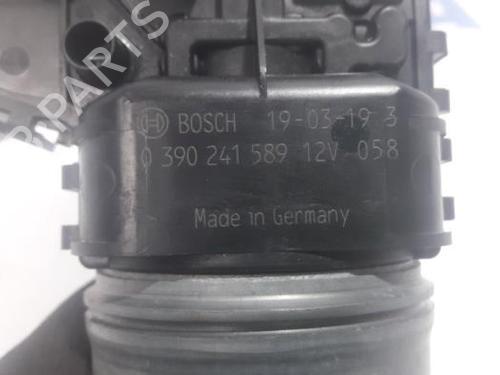 BOSCH 19-03-19 3
0 390 241 589 12V 058
Made in Germany